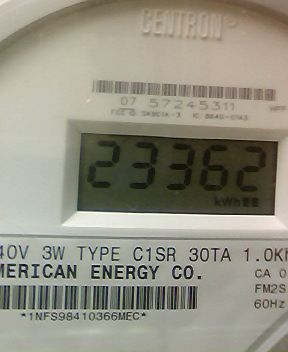 CENTRON
07 57245311
23362
kWh
40V 3W TYPE C1SR 30TA 1.0Kh
MERICAN ENERGY CO.
CA 0
FM2S
60Hz
*1NFS98410366MEC*